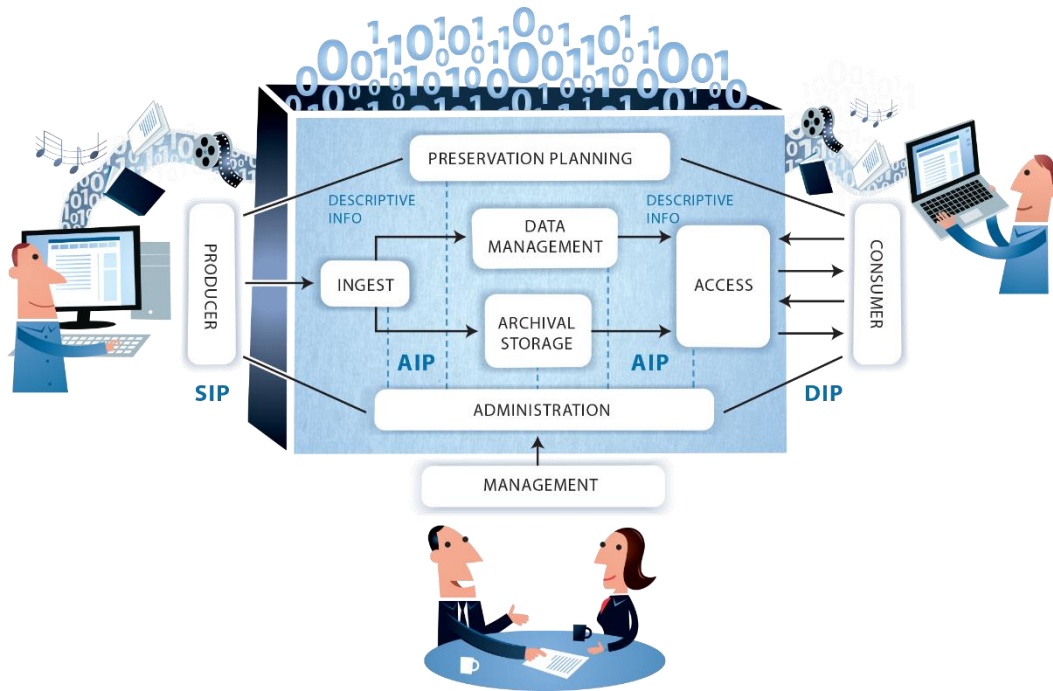 PRESERVATION PLANNING
DESCRIPTIVE
INFO
DESCRIPTIVE
INFO
DATA
MANAGEMENT
PRODUCER
INGEST
ACCESS
CONSUMER
ARCHIVAL
STORAGE
AIP
AIP
SIP
DIP
ADMINISTRATION
MANAGEMENT